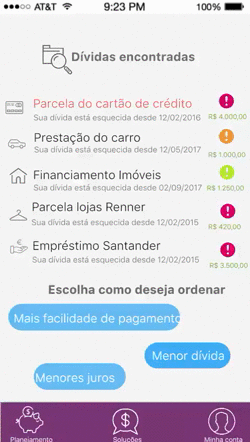 AT&T 9:23 PM 100%
Dívidas encontradas
Parcela do cartão de crédito
Sua dívida está esquecida desde 12/02/2016
R$ 4.000,00
Prestação do carro
Sua dívida está esquecida desde 12/05/2017
R$ 1.000,00
Financiamento Imóveis
Sua dívida está esquecida desde 02/09/2017
R$ 1.250,00
Parcela lojas Renner
Sua dívida está esquecida desde 12/02/2015
R$ 420,00
Empréstimo Santander
Sua dívida está esquecida desde 12/02/2015
R$ 3.500,00
Escolha como deseja ordenar
Mais facilidade de pagamento
Menor dívida
Menores juros
Planejamento Soluções Minha conta